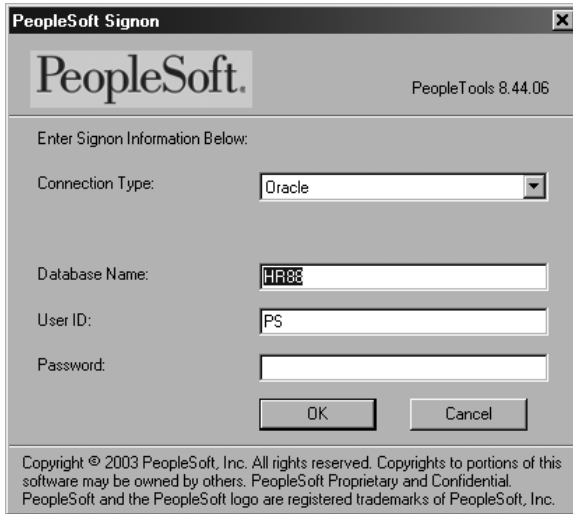 PeopleSoft Signon
PeopleSoft.
PeopleTools 8.44.06
Enter Signon Information Below:
Connection Type:
Oracle
Database Name:
HR88
User ID:
PS
Password:
OK
Cancel
Copyright © 2003 PeopleSoft, Inc. All rights reserved. Copyrights to portions of this
software may be owned by others. PeopleSoft Proprietary and Confidential.
PeopleSoft and the PeopleSoft logo are registered trademarks of PeopleSoft, Inc.